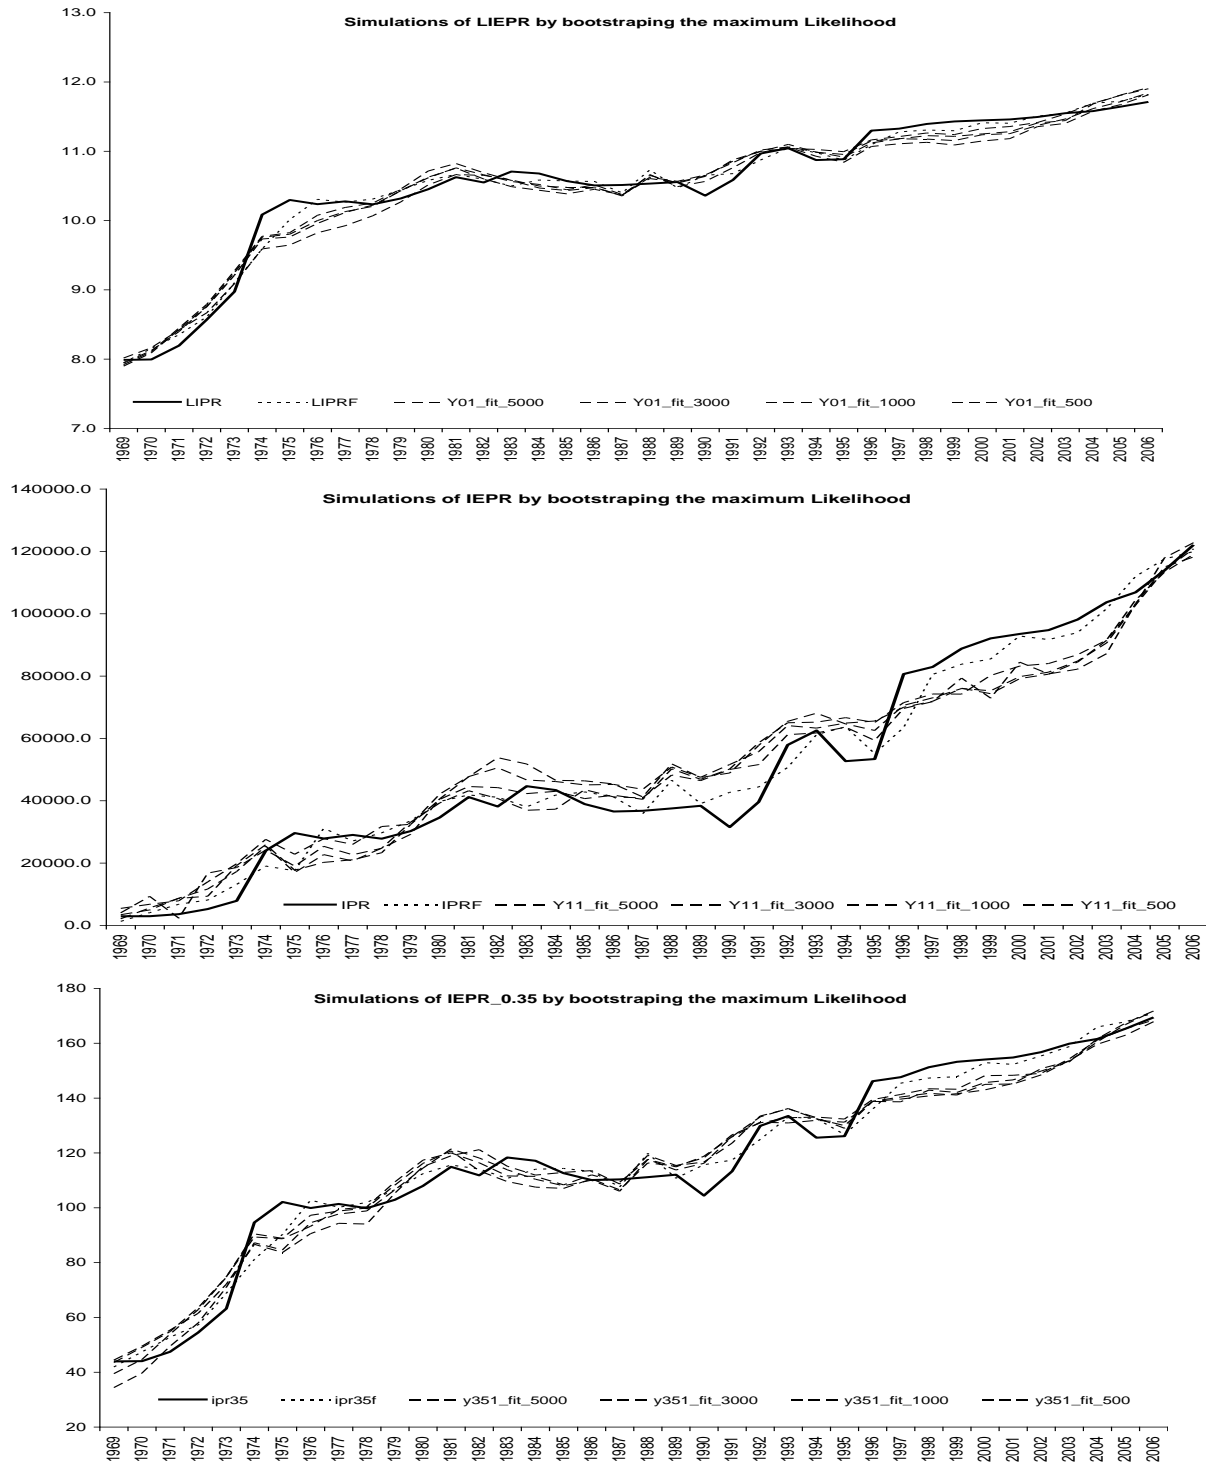 Simulations of LIEPR by bootstraping the maximum Likelihood
13.0
12.0
11.0
10.0
9.0
8.0
7.0
LIPR LIPRF Y01_fit_5000 Y01_fit_3000 Y01_fit_1000 Y01_fit_500
1969 1970 1971 1972 1973 1974 1975 1976 1977 1978 1979 1980 1981 1982 1983 1984 1985 1986 1987 1988 1989 1990 1991 1992 1993 1994 1995 1996 1997 1998 1999 2000 2001 2002 2003 2004 2005 2006
Simulations of IEPR by bootstraping the maximum Likelihood
140000.0
120000.0
100000.0
80000.0
60000.0
40000.0
20000.0
0.0
IPR IPRF Y11_fit_5000 Y11_fit_3000 Y11_fit_1000 Y11_fit_500
1969 1970 1971 1972 1973 1974 1975 1976 1977 1978 1979 1980 1981 1982 1983 1984 1985 1986 1987 1988 1989 1990 1991 1992 1993 1994 1995 1996 1997 1998 1999 2000 2001 2002 2003 2004 2005 2006
Simulations of IEPR_0.35 by bootstraping the maximum Likelihood
180
160
140
120
100
80
60
40
20
ipr35 ipr35f y351_fit_5000 y351_fit_3000 y351_fit_1000 y351_fit_500
1969 1970 1971 1972 1973 1974 1975 1976 1977 1978 1979 1980 1981 1982 1983 1984 1985 1986 1987 1988 1989 1990 1991 1992 1993 1994 1995 1996 1997 1998 1999 2000 2001 2002 2003 2004 2005 2006